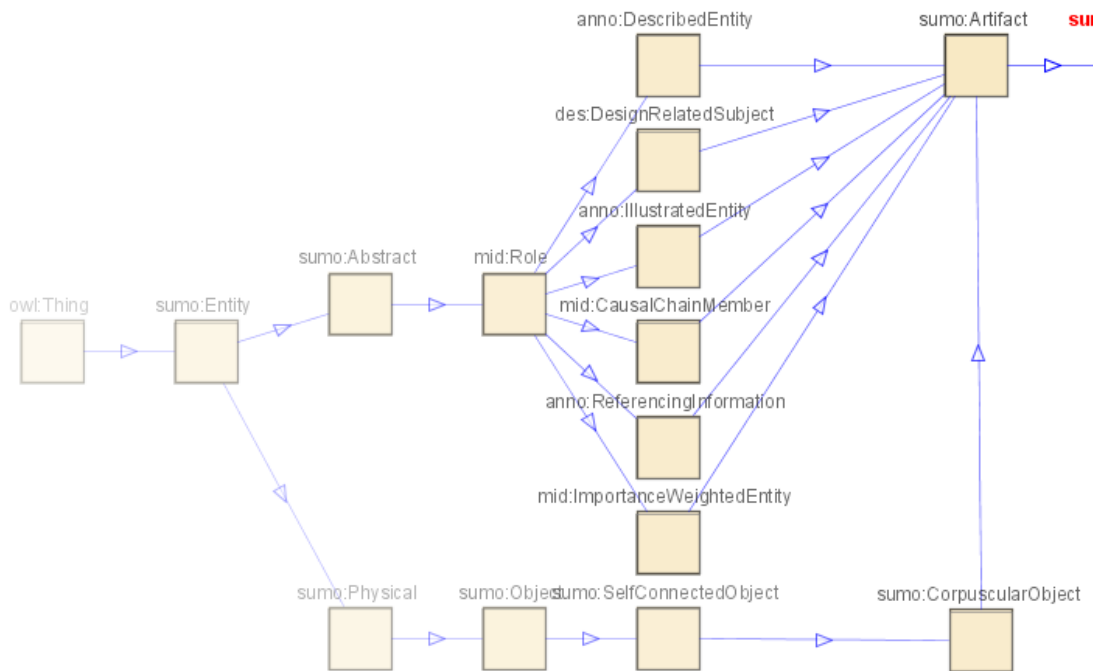 anno:DescribedEntity
sumo:Artifact
des:DesignRelatedSubject
anno:IllustratedEntity
sumo:Abstract
mid:Role
owl:Thing
sumo:Entity
mid:CausalChainMember
anno:ReferencingInformation
mid:ImportanceWeightedEntity
sumo:Physical
sumo:Object
sumo:SelfConnectedObject
sumo:CorpuscularObject